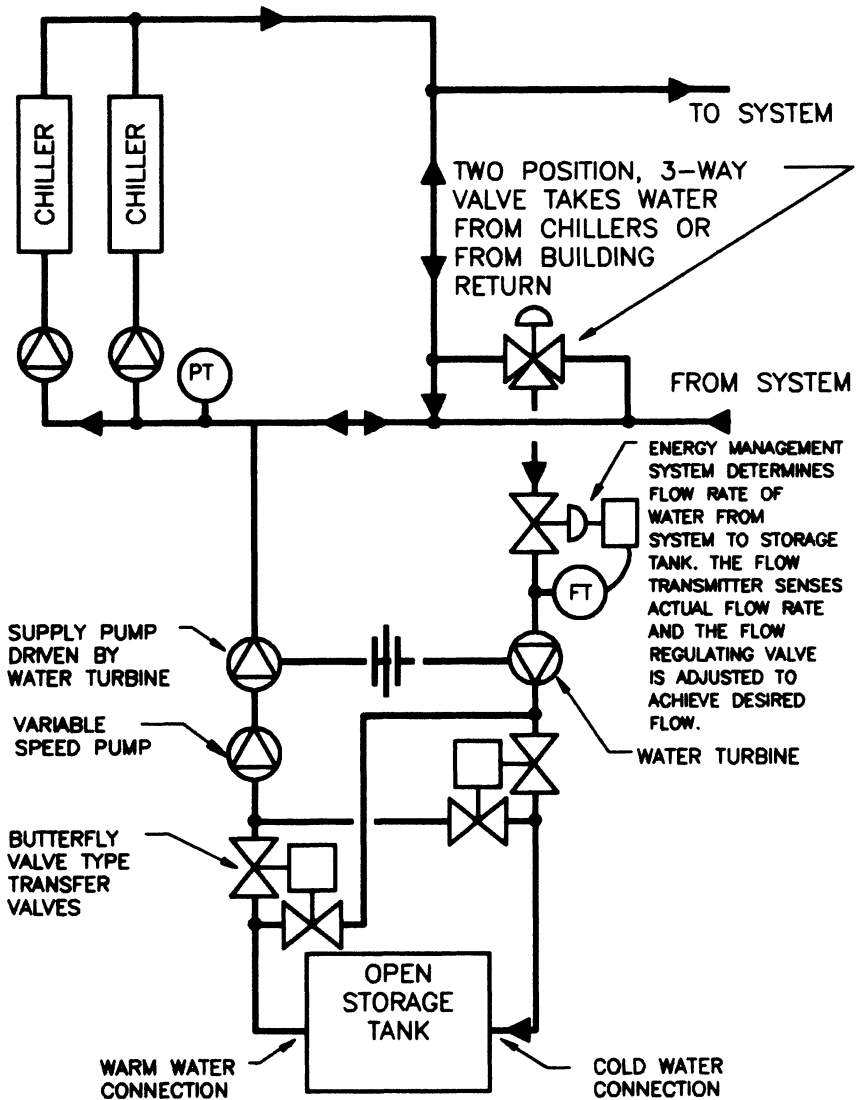 CHILLER
CHILLER
TO SYSTEM
TWO POSITION, 3-WAY
VALVE TAKES WATER
FROM CHILLERS OR
FROM BUILDING
RETURN
PT
FROM SYSTEM
ENERGY MANAGEMENT
SYSTEM DETERMINES
FLOW RATE OF
WATER FROM
SYSTEM TO STORAGE
TANK. THE FLOW
TRANSMITTER SENSES
ACTUAL FLOW RATE
AND THE FLOW
REGULATING VALVE
IS ADJUSTED TO
ACHIEVE DESIRED
FLOW.
FT
SUPPLY PUMP
DRIVEN BY
WATER TURBINE
VARIABLE
SPEED PUMP
WATER TURBINE
BUTTERFLY
VALVE TYPE
TRANSFER
VALVES
OPEN
STORAGE
TANK
WARM WATER
CONNECTION
COLD WATER
CONNECTION